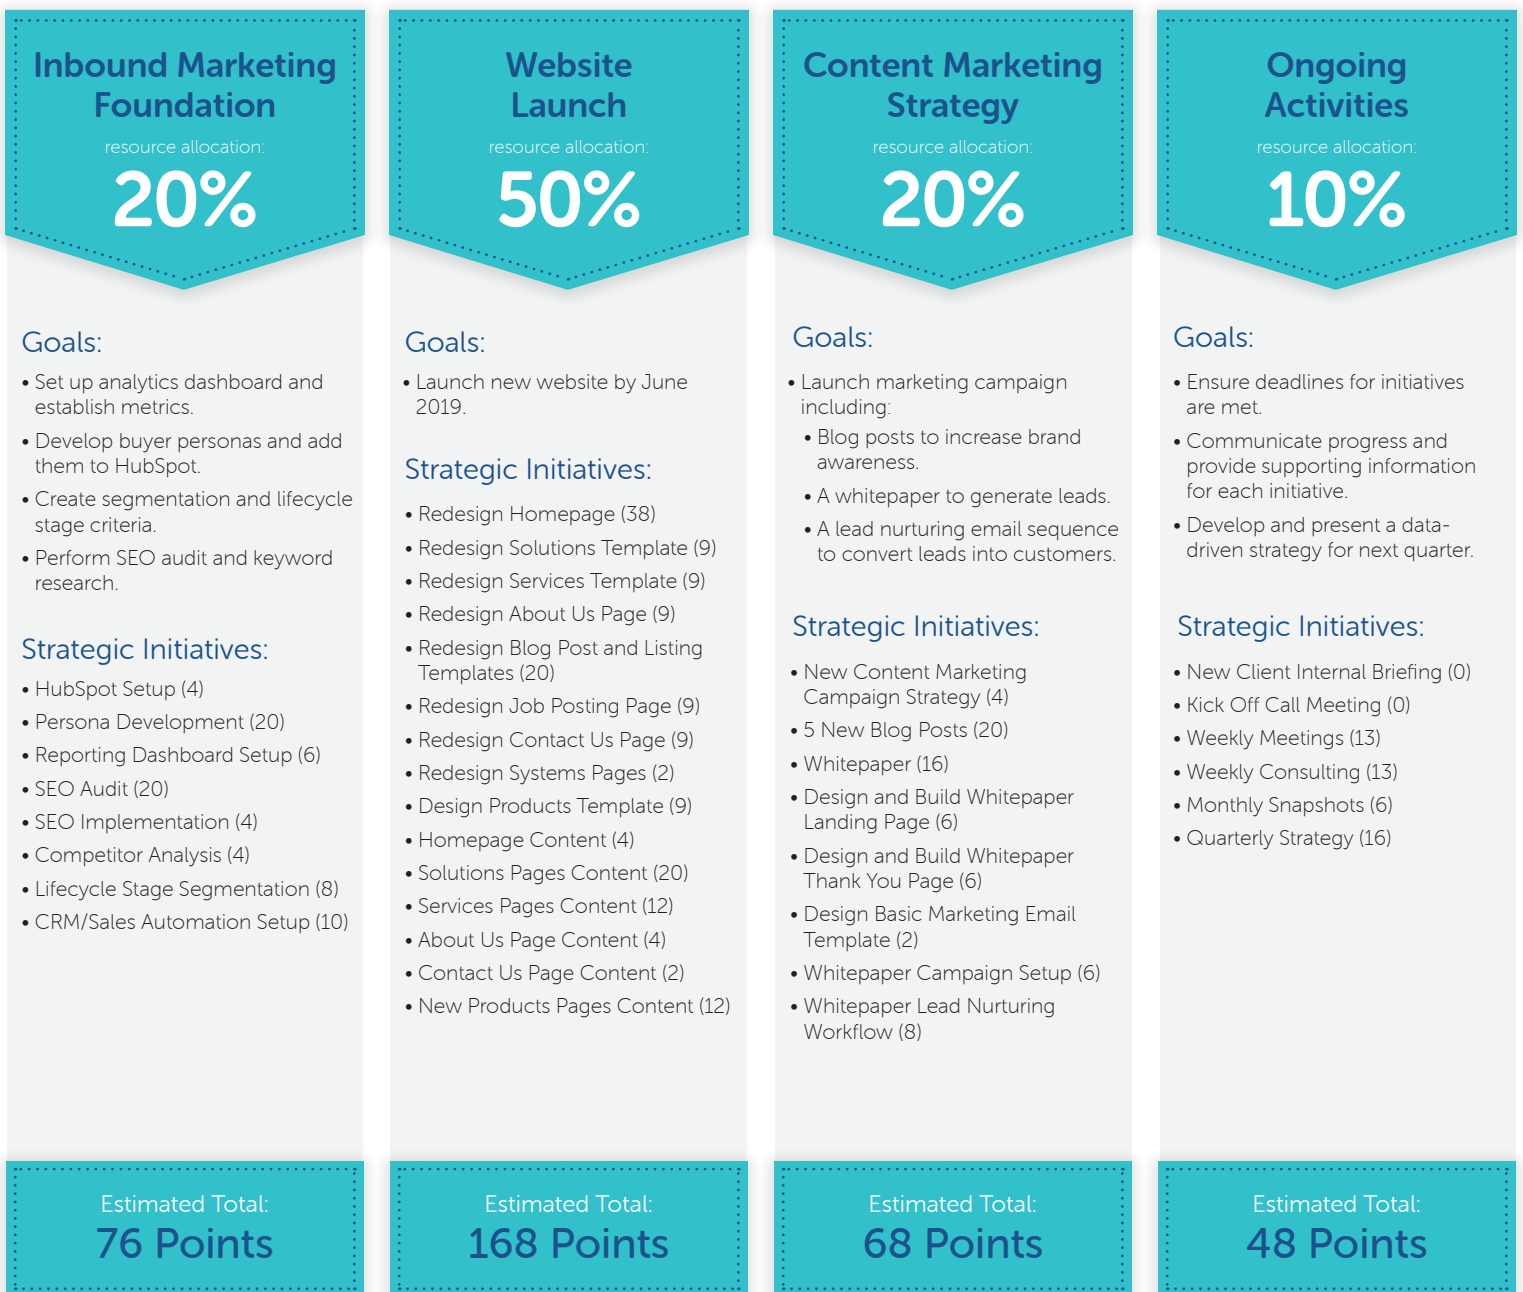 Inbound Marketing
Foundation
resource allocation:
20%
Goals:
• Set up analytics dashboard and
establish metrics.
• Develop buyer personas and add
them to HubSpot.
• Create segmentation and lifecycle
stage criteria.
• Perform SEO audit and keyword
research.
Strategic Initiatives:
• HubSpot Setup (4)
• Persona Development (20)
• Reporting Dashboard Setup (6)
• SEO Audit (20)
• SEO Implementation (4)
• Competitor Analysis (4)
• Lifecycle Stage Segmentation (8)
• CRM/Sales Automation Setup (10)
Estimated Total:
76 Points
Website
Launch
resource allocation:
50%
Goals:
• Launch new website by June
2019.
Strategic Initiatives:
• Redesign Homepage (38)
• Redesign Solutions Template (9)
• Redesign Services Template (9)
• Redesign About Us Page (9)
• Redesign Blog Post and Listing
Templates (20)
• Redesign Job Posting Page (9)
• Redesign Contact Us Page (9)
• Redesign Systems Pages (2)
• Design Products Template (9)
• Homepage Content (4)
• Solutions Pages Content (20)
• Services Pages Content (12)
• About Us Page Content (4)
• Contact Us Page Content (2)
• New Products Pages Content (12)
Estimated Total:
168 Points
Content Marketing
Strategy
resource allocation:
20%
Goals:
• Launch marketing campaign
including:
• Blog posts to increase brand
awareness.
• A whitepaper to generate leads.
• A lead nurturing email sequence
to convert leads into customers.
Strategic Initiatives:
• New Content Marketing
Campaign Strategy (4)
• 5 New Blog Posts (20)
• Whitepaper (16)
• Design and Build Whitepaper
Landing Page (6)
• Design and Build Whitepaper
Thank You Page (6)
• Design Basic Marketing Email
Template (2)
• Whitepaper Campaign Setup (6)
• Whitepaper Lead Nurturing
Workflow (8)
Estimated Total:
68 Points
Ongoing
Activities
resource allocation:
10%
Goals:
• Ensure deadlines for initiatives
are met.
• Communicate progress and
provide supporting information
for each initiative.
• Develop and present a data-
driven strategy for next quarter.
Strategic Initiatives:
• New Client Internal Briefing (0)
• Kick Off Call Meeting (0)
• Weekly Meetings (13)
• Weekly Consulting (13)
• Monthly Snapshots (6)
• Quarterly Strategy (16)
Estimated Total:
48 Points